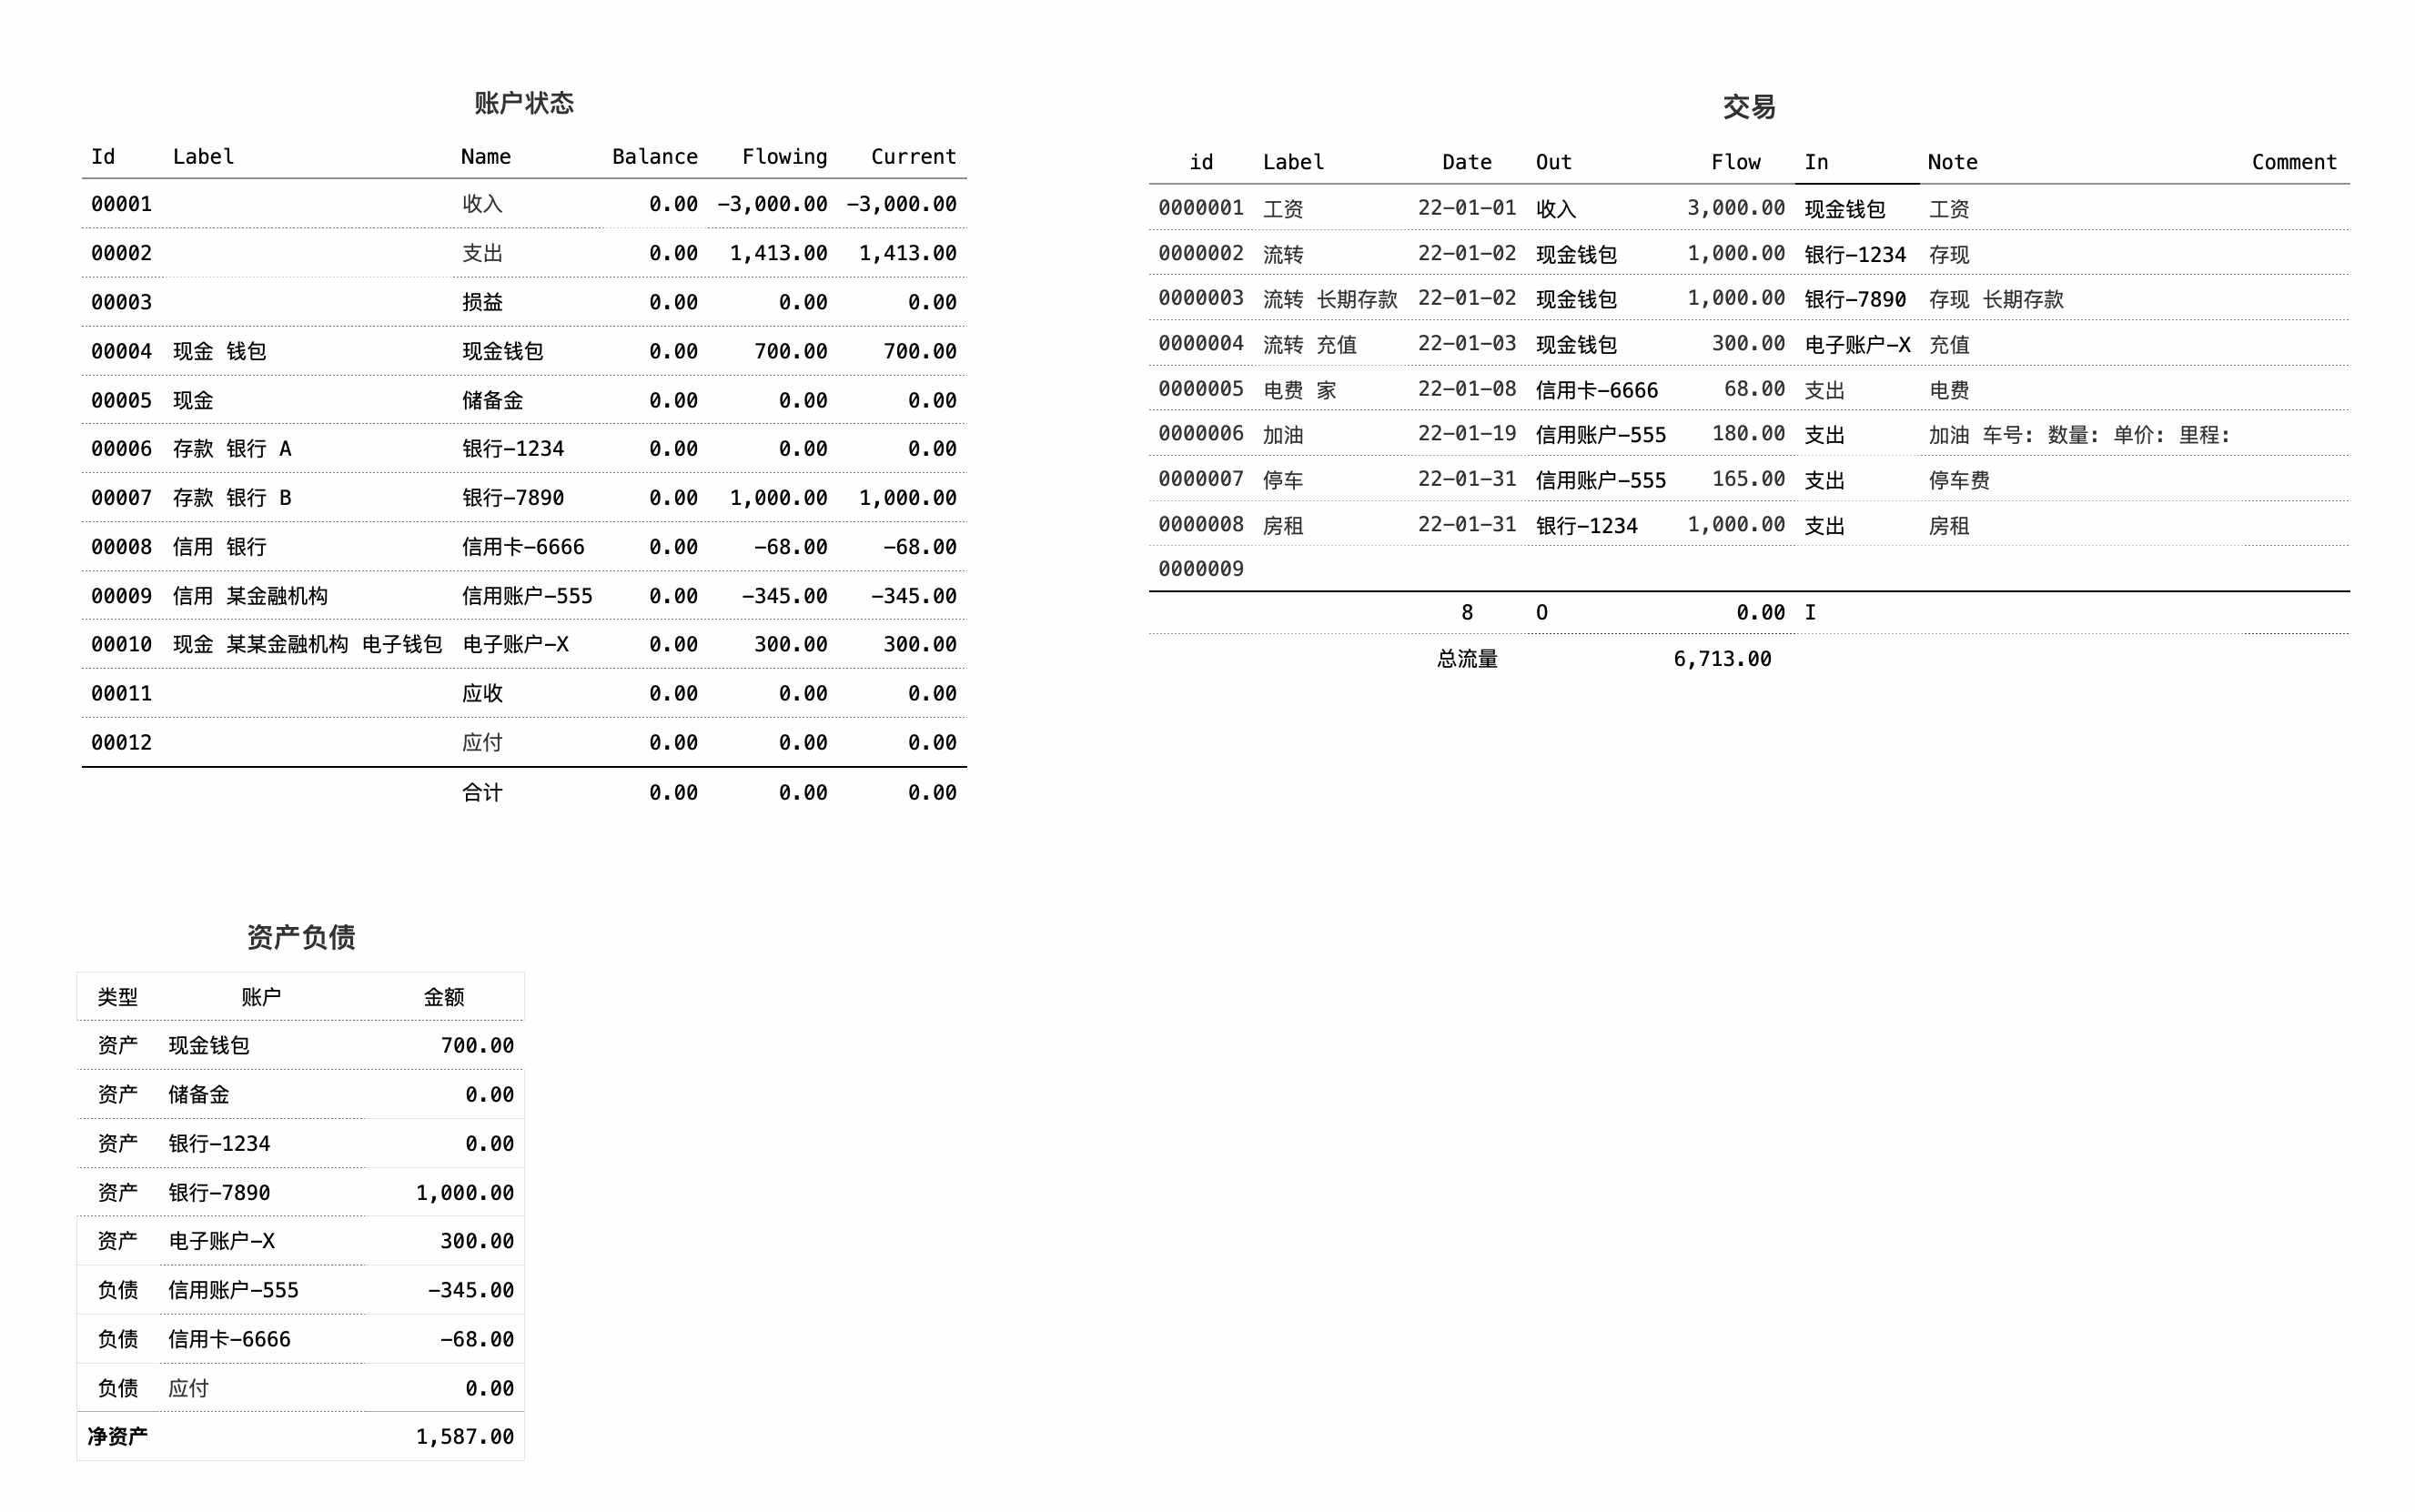 账户状态
Id Label Name Balance Flowing Current
00001 收入 0.00 -3,000.00 -3,000.00
00002 支出 0.00 1,413.00 1,413.00
00003 损益 0.00 0.00 0.00
00004 现金 钱包 现金钱包 0.00 700.00 700.00
00005 现金 储备金 0.00 0.00 0.00
00006 存款 银行 A 银行-1234 0.00 0.00 0.00
00007 存款 银行 B 银行-7890 0.00 1,000.00 1,000.00
00008 信用 银行 信用卡-6666 0.00 -68.00 -68.00
00009 信用 某金融机构 信用账户-555 0.00 -345.00 -345.00
00010 现金 某某金融机构 电子钱包 电子账户-X 0.00 300.00 300.00
00011 应收 0.00 0.00 0.00
00012 应付 0.00 0.00 0.00
合计 0.00 0.00 0.00
交易
id Label Date Out Flow In Note Comment
0000001 工资 22-01-01 收入 3,000.00 现金钱包 工资
0000002 流转 22-01-02 现金钱包 1,000.00 银行-1234 存现
0000003 流转 长期存款 22-01-02 现金钱包 1,000.00 银行-7890 存现 长期存款
0000004 流转 充值 22-01-03 现金钱包 300.00 电子账户-X 充值
0000005 电费 家 22-01-08 信用卡-6666 68.00 支出 电费
0000006 加油 22-01-19 信用账户-555 180.00 支出 加油 车号: 数量: 单价: 里程:
0000007 停车 22-01-31 信用账户-555 165.00 支出 停车费
0000008 房租 22-01-31 银行-1234 1,000.00 支出 房租
0000009
8 O 0.00 I
总流量 6,713.00
资产负债
类型 账户 金额
资产 现金钱包 700.00
资产 储备金 0.00
资产 银行-1234 0.00
资产 银行-7890 1,000.00
资产 电子账户-X 300.00
负债 信用账户-555 -345.00
负债 信用卡-6666 -68.00
负债 应付 0.00
净资产 1,587.00